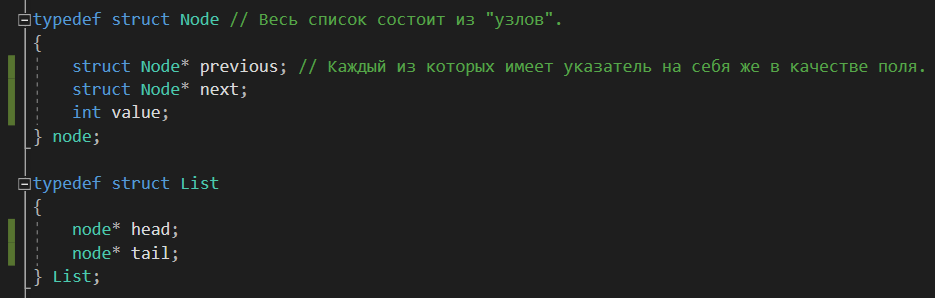 typedef struct Node // Весь список состоит из "узлов".
{
struct Node* previous; // Каждый из которых имеет указатель на себя же в качестве поля.
struct Node* next;
int value;
} node;
typedef struct List
{
node* head;
node* tail;
} List;